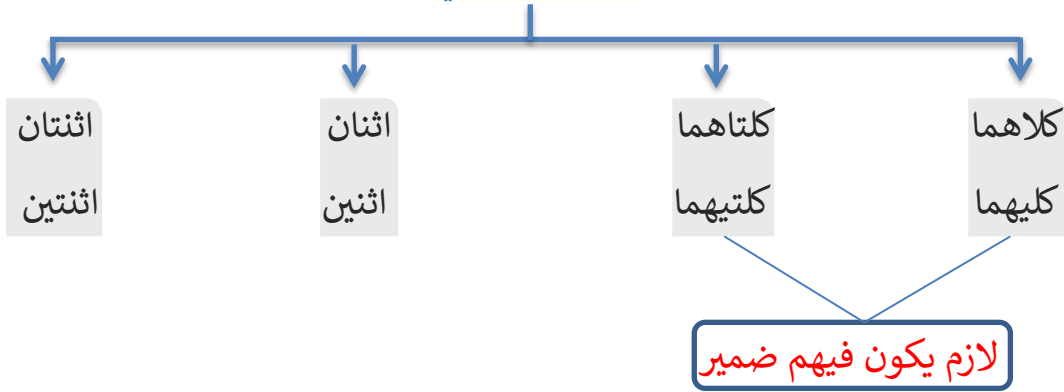 كلاهما
كليهما
كلتاهما
كلتيهما
اثنان
اثنين
اثنتان
اثنتين
لازم يكون فيهم ضمير